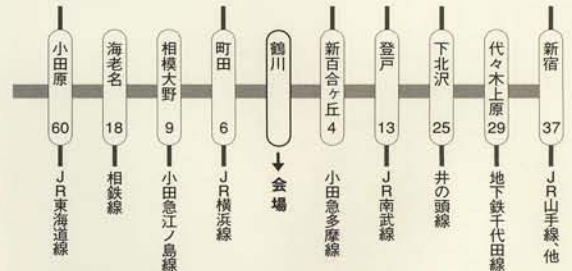 小田原
60
JR東海道線
海老名
18
相鉄線
相模大野
9
小田急江ノ島線
町田
6
JR横浜線
鶴川
会場
新百合ヶ丘
4
小田急多摩線
登戸
13
JR南武線
下北沢
25
井の頭線
代々木上原
29
地下鉄千代田線
新宿
37
JR山手線、他